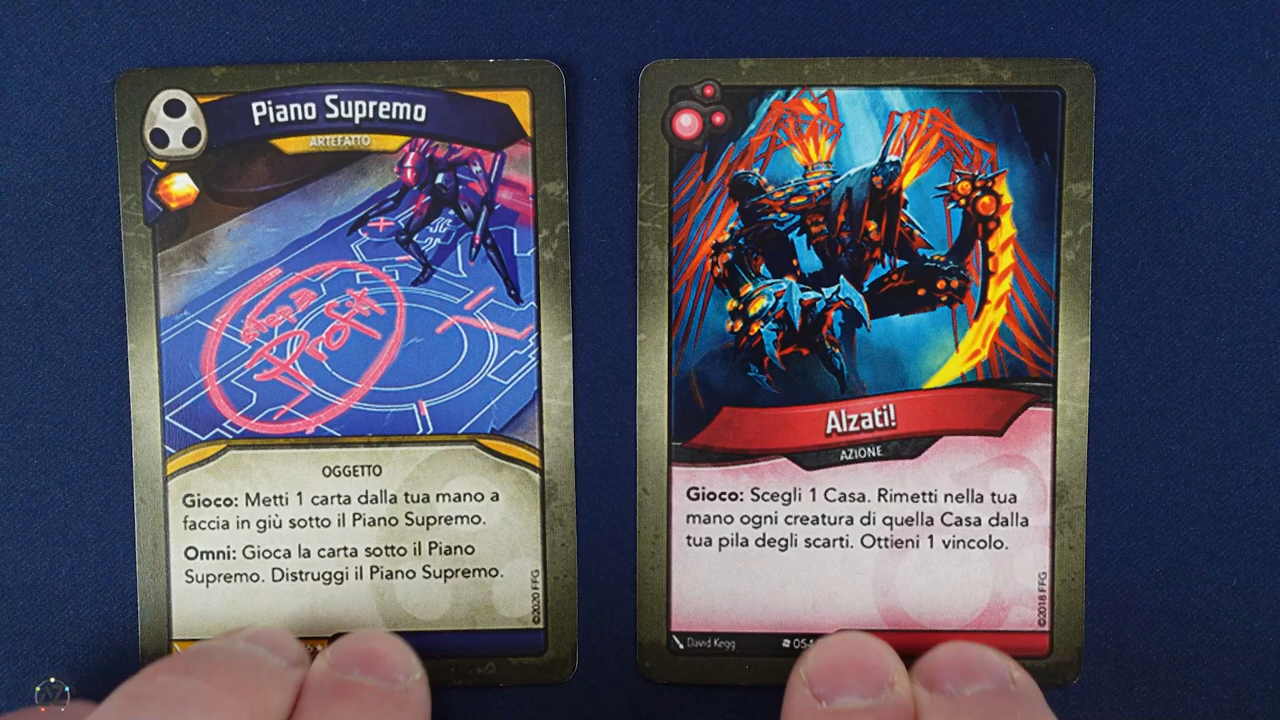 Piano Supremo
ARTEFATTO
Step 3
Profit
OGGETTO
Gioco: Metti 1 carta dalla tua mano a
faccia in giù sotto il Piano Supremo.
Omni: Gioca la carta sotto il Piano
Supremo. Distruggi il Piano Supremo.
©2020 FFG
Alzati!
AZIONE
Gioco: Scegli 1 Casa. Rimetti nella tua
mano ogni creatura di quella Casa dalla
tua pila degli scarti. Ottieni 1 vincolo.
©2018 FFG
David Kegg